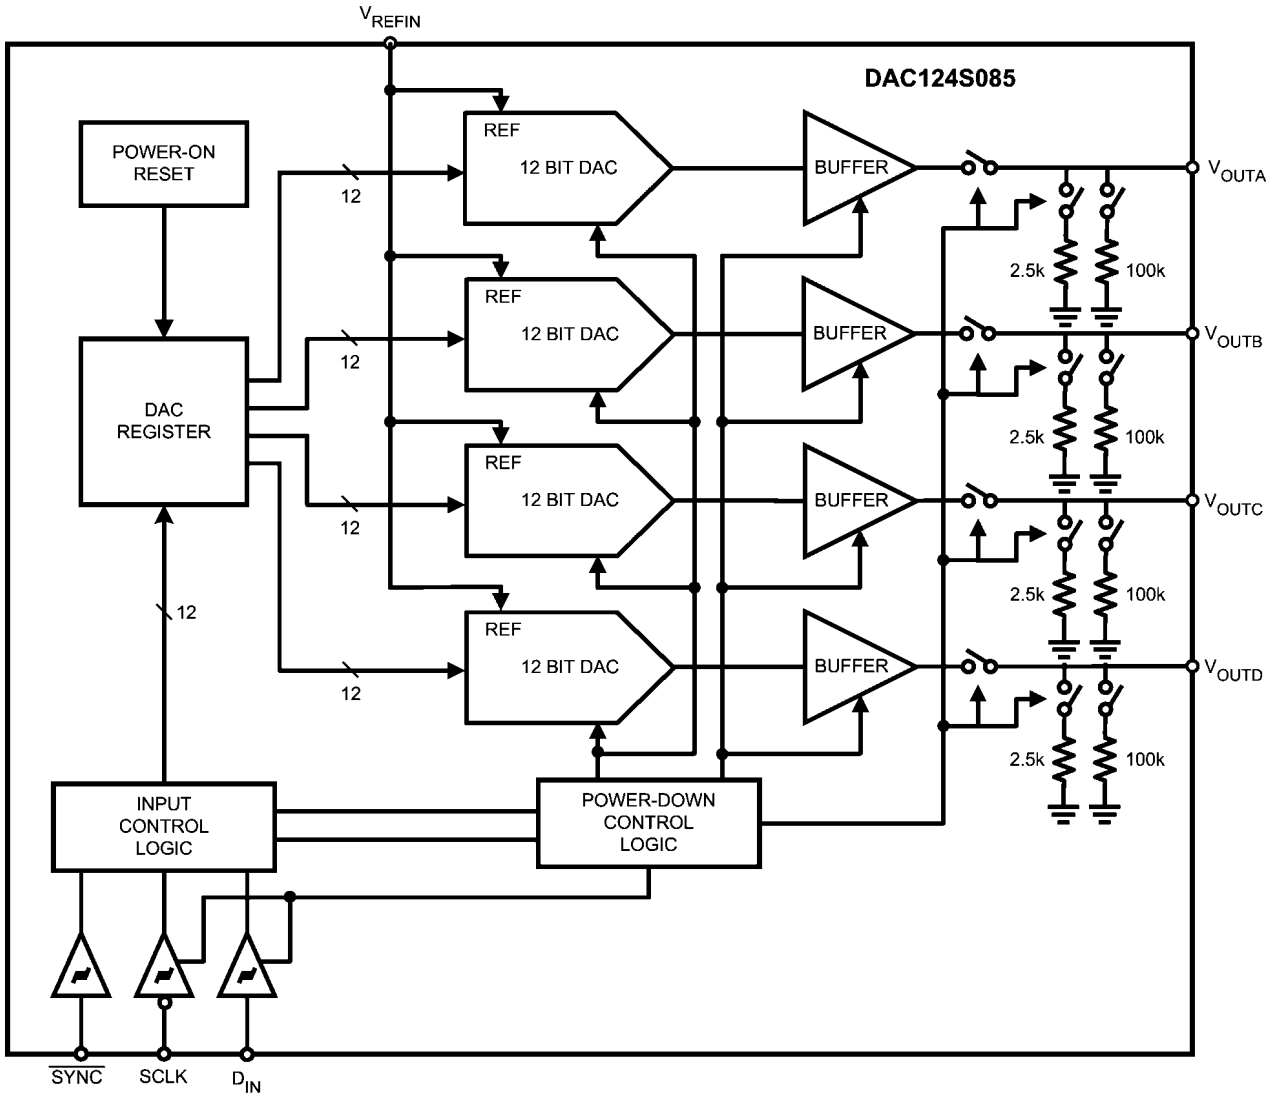 VREFIN
DAC124S085
POWER-ON
RESET
REF
12 BIT DAC
BUFFER
VOUTA
12
2.5k
100k
REF
12 BIT DAC
BUFFER
VOUTB
12
2.5k
100k
DAC
REGISTER
REF
12 BIT DAC
BUFFER
VOUTC
12
2.5k
100k
12
REF
12 BIT DAC
BUFFER
VOUTD
12
2.5k
100k
INPUT
CONTROL
LOGIC
POWER-DOWN
CONTROL
LOGIC
SYNC
SCLK
DIN